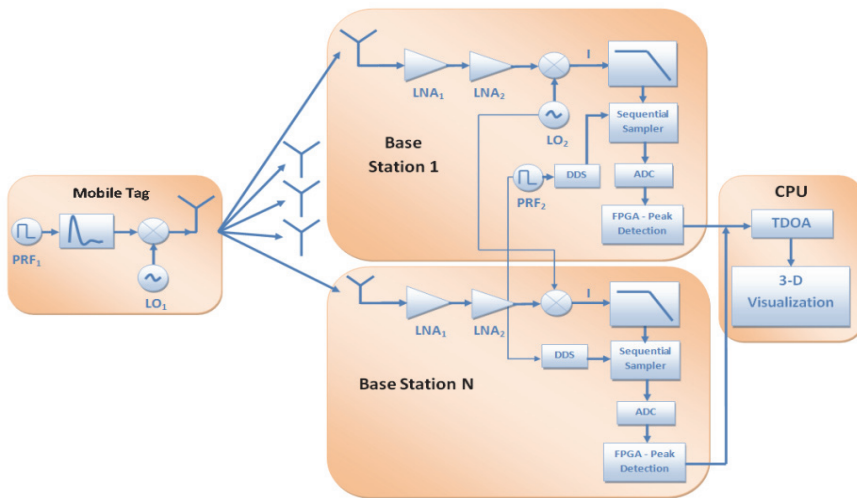 Mobile Tag
PRF1
LO1
LNA1
LNA2
I
LO2
Base
Station 1
Sequential
Sampler
DDS
PRF2
ADC
FPGA - Peak
Detection
CPU
TDOA
3-D
Visualization
LNA1
LNA2
I
DDS
Sequential
Sampler
Base Station N
ADC
FPGA - Peak
Detection